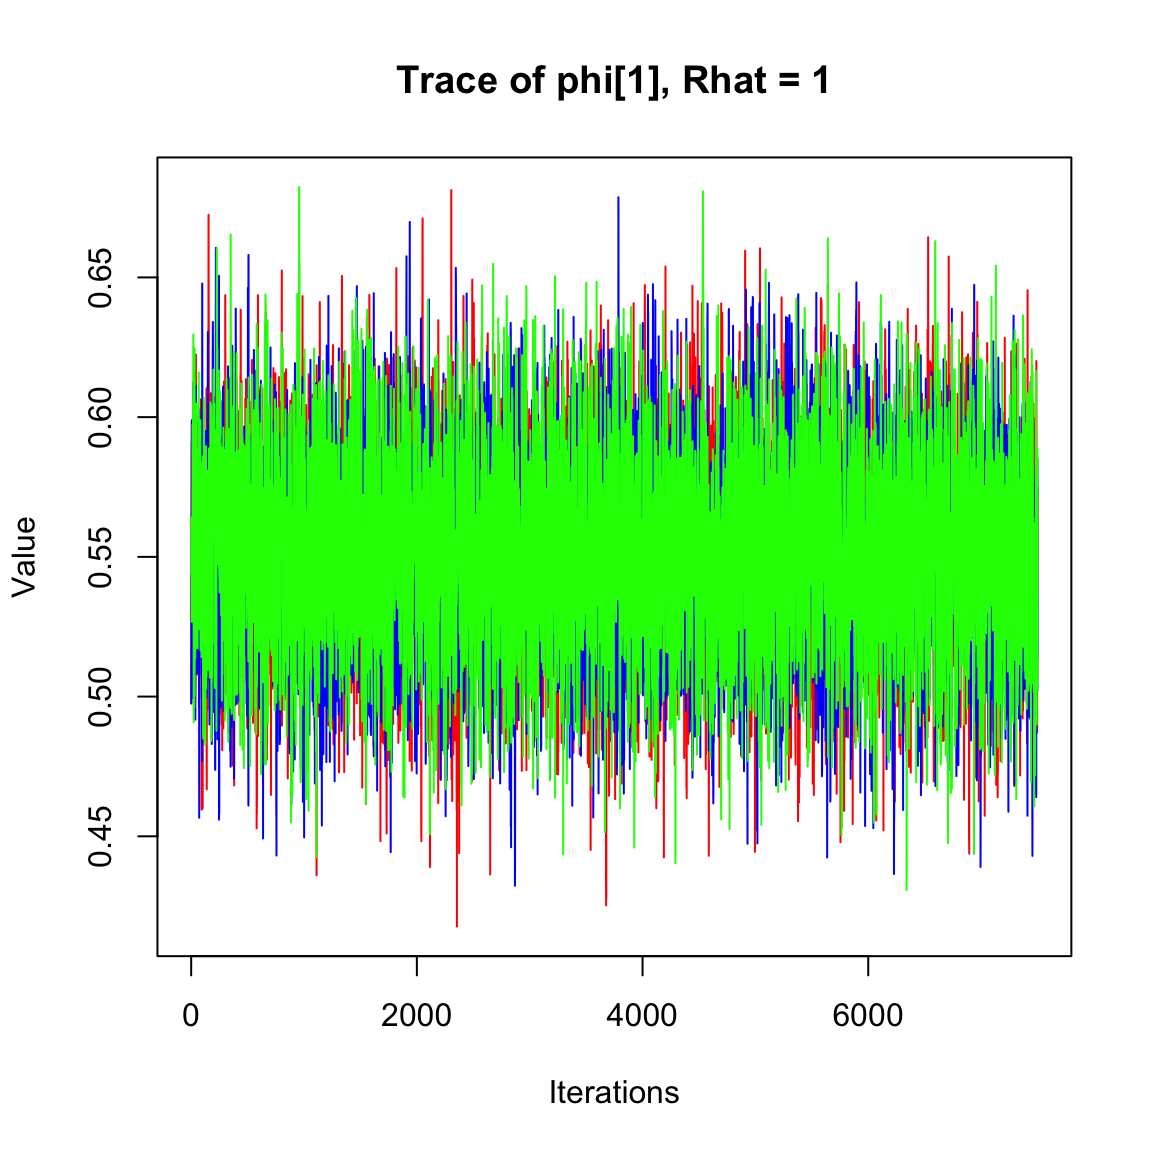 Trace of phi[1], Rhat = 1
0.65
0.60
0.55
0.50
0.45
Value
0 2000 4000 6000
Iterations